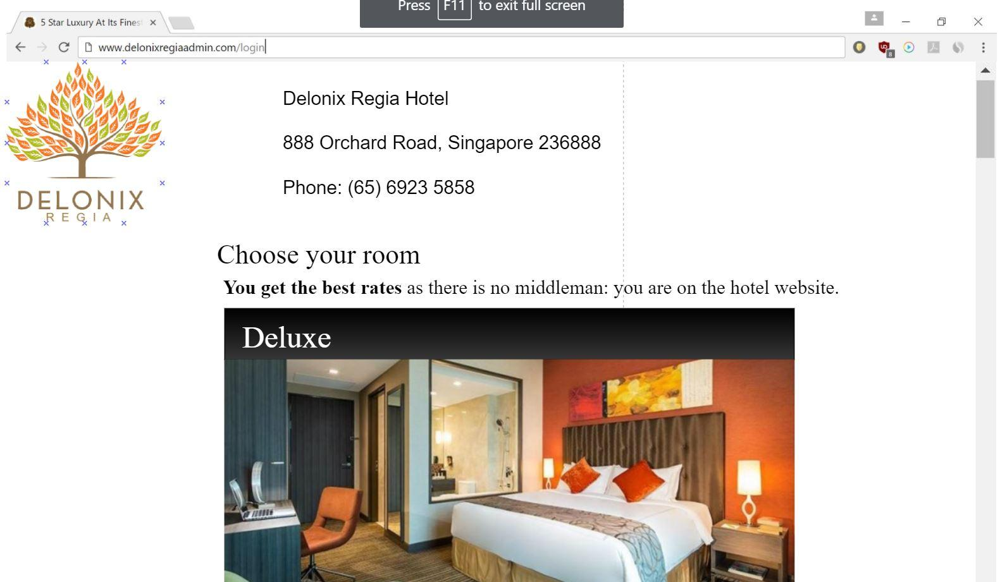 Press F11 to exit full screen
5 Star Luxury At Its Finest
www.delonixregiaadmin.com/login
8
DELONIX
REGIA
Delonix Regia Hotel
888 Orchard Road, Singapore 236888
Phone: (65) 6923 5858
Choose your room
You get the best rates as there is no middleman: you are on the hotel website.
Deluxe